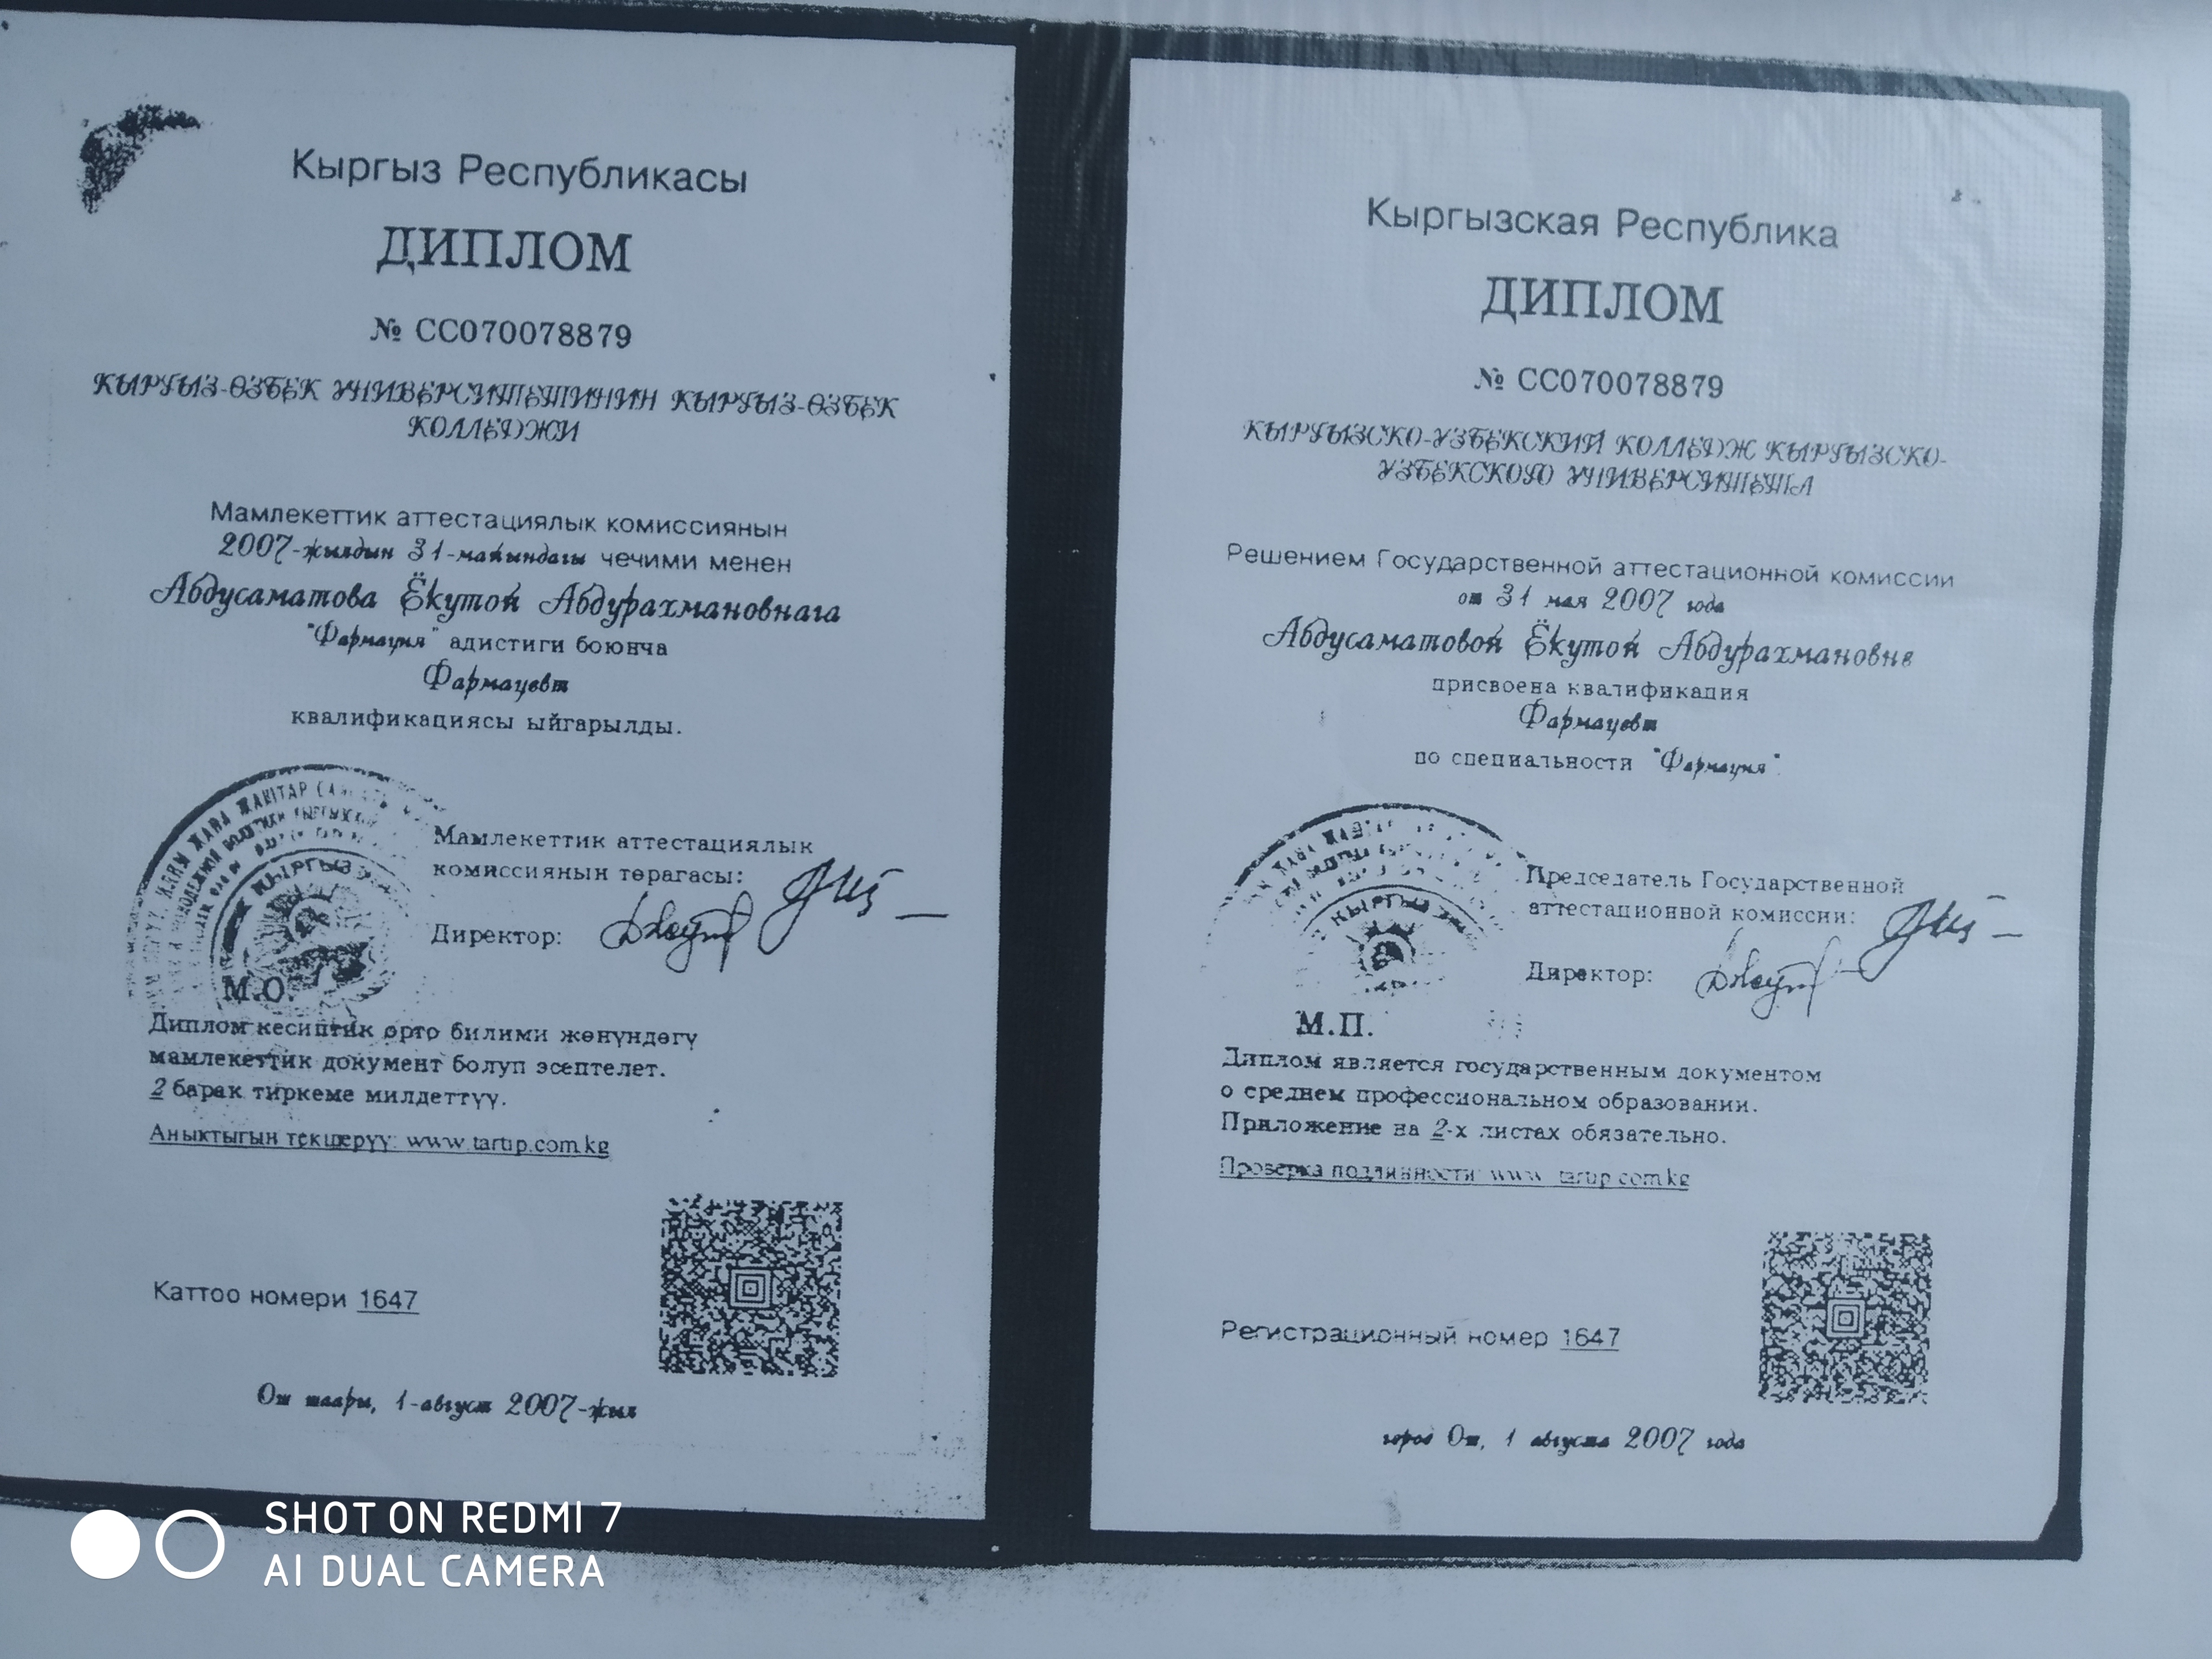 Кыргыз Республикасы
ДИПЛОМ
№ СС070078879
КЫРГЫЗ-ӨЗБЕК УНИВЕРСИТЕТИНИН КЫРГЫЗ-ӨЗБЕК
КОЛЛЕДЖИ
Мамлекеттик аттестациялык комиссиянын
2007-жылдын 31-майындагы чечими менен
Абдусаматова Ёкутой Абдурахмановнага
"Фармация" адистиги боюнча
Фармацевт
квалификациясы ыйгарылды.
КЫРГЫЗ
Мамлекеттик аттестациялык
комиссиянын төрагасы:
Директор:
М.О.
Диплом кесиптик орто билими жөнүндөгү
мамлекеттик документ болуп эсептелет.
2 барак тиркеме милдеттүү.
Аныктыгын текшерүү: www.tartip.com.kg
Каттоо номери 1647
Ош шаары, 1-август 2007-жыл
Кыргызская Республика
ДИПЛОМ
№ СС070078879
КЫРГЫЗСКО-УЗБЕКСКИЙ КОЛЛЕДЖ КЫРГЫЗСКО-
УЗБЕКСКОГО УНИВЕРСИТЕТА
Решением Государственной аттестационной комиссии
от 31 мая 2007 года
Абдусаматовой Ёкутой Абдурахмановне
присвоена квалификация
Фармацевт
по специальности "Фармация".
КЫРГЫЗ
Председатель Государственной
аттестационной комиссии:
Директор:
М.П.
Диплом является государственным документом
о среднем профессиональном образовании.
Приложение на 2-х листах обязательно.
Проверка подлинности: www. tartip.com.kg
Регистрационный номер 1647
город Ош, 1 августа 2007 года
SHOT ON REDMI 7
AI DUAL CAMERA